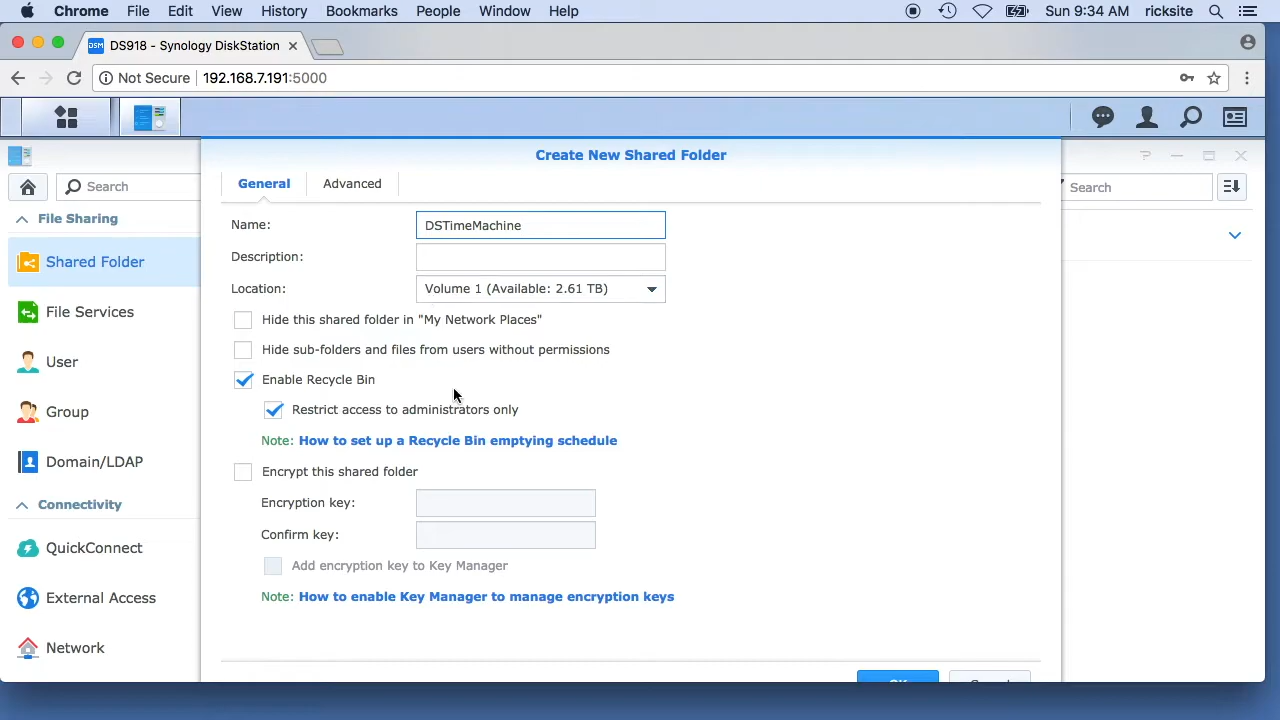 Chrome File Edit View History Bookmarks People Window Help Sun 9:34 AM ricksite
DSM DS918 - Synology DiskStation
Not Secure 192.168.7.191:5000
Create New Shared Folder
Search
General Advanced
Search
File Sharing
Shared Folder
File Services
User
Group
Domain/LDAP
Connectivity
QuickConnect
External Access
Network
Name: DSTimeMachine
Description:
Location: Volume 1 (Available: 2.61 TB)
Hide this shared folder in "My Network Places"
Hide sub-folders and files from users without permissions
Enable Recycle Bin
Restrict access to administrators only
Note: How to set up a Recycle Bin emptying schedule
Encrypt this shared folder
Encryption key:
Confirm key:
Add encryption key to Key Manager
Note: How to enable Key Manager to manage encryption keys